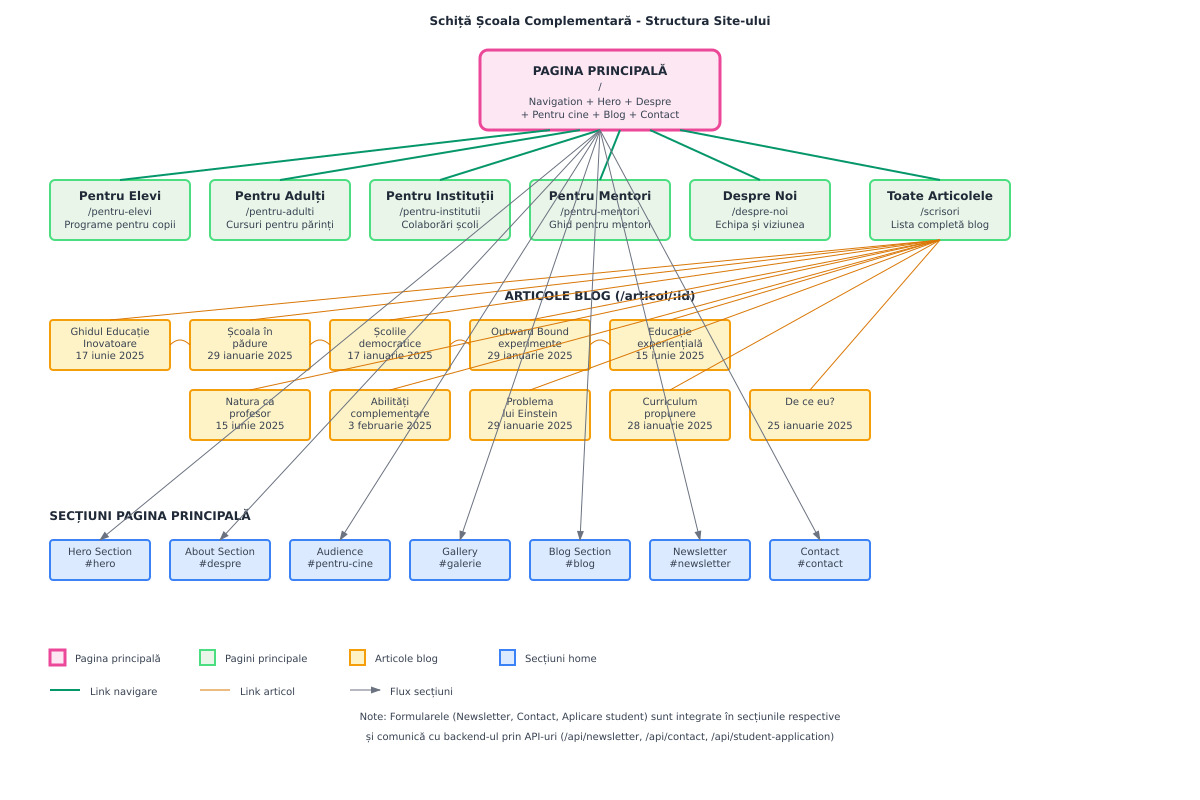 Schiță Școala Complementară - Structura Site-ului
PAGINA PRINCIPALĂ
/
Navigation + Hero + Despre
+ Pentru cine + Blog + Contact
Pentru Elevi
/pentru-elevi
Programe pentru copii
Pentru Adulți
/pentru-adulti
Cursuri pentru părinți
Pentru Instituții
/pentru-institutii
Colaborări școli
Pentru Mentori
/pentru-mentori
Ghid pentru mentori
Despre Noi
/despre-noi
Echipa și viziunea
Toate Articolele
/scrisori
Lista completă blog
ARTICOLE BLOG (/articol/:id)
Ghidul Educație
Inovatoare
17 iunie 2025
Școala în
pădure
29 ianuarie 2025
Școlile
democratice
17 ianuarie 2025
Outward Bound
experimente
29 ianuarie 2025
Educație
experiențială
15 iunie 2025
Natura ca
profesor
15 iunie 2025
Abilități
complementare
3 februarie 2025
Problema
lui Einstein
29 ianuarie 2025
Curriculum
propunere
28 ianuarie 2025
De ce eu?
25 ianuarie 2025
SECȚIUNI PAGINA PRINCIPALĂ
Hero Section
#hero
About Section
#despre
Audience
#pentru-cine
Gallery
#galerie
Blog Section
#blog
Newsletter
#newsletter
Contact
#contact
Pagina principală
Pagini principale
Articole blog
Secțiuni home
Link navigare
Link articol
Flux secțiuni
Note: Formularele (Newsletter, Contact, Aplicare student) sunt integrate în secțiunile respective
și comunică cu backend-ul prin API-uri (/api/newsletter, /api/contact, /api/student-application)